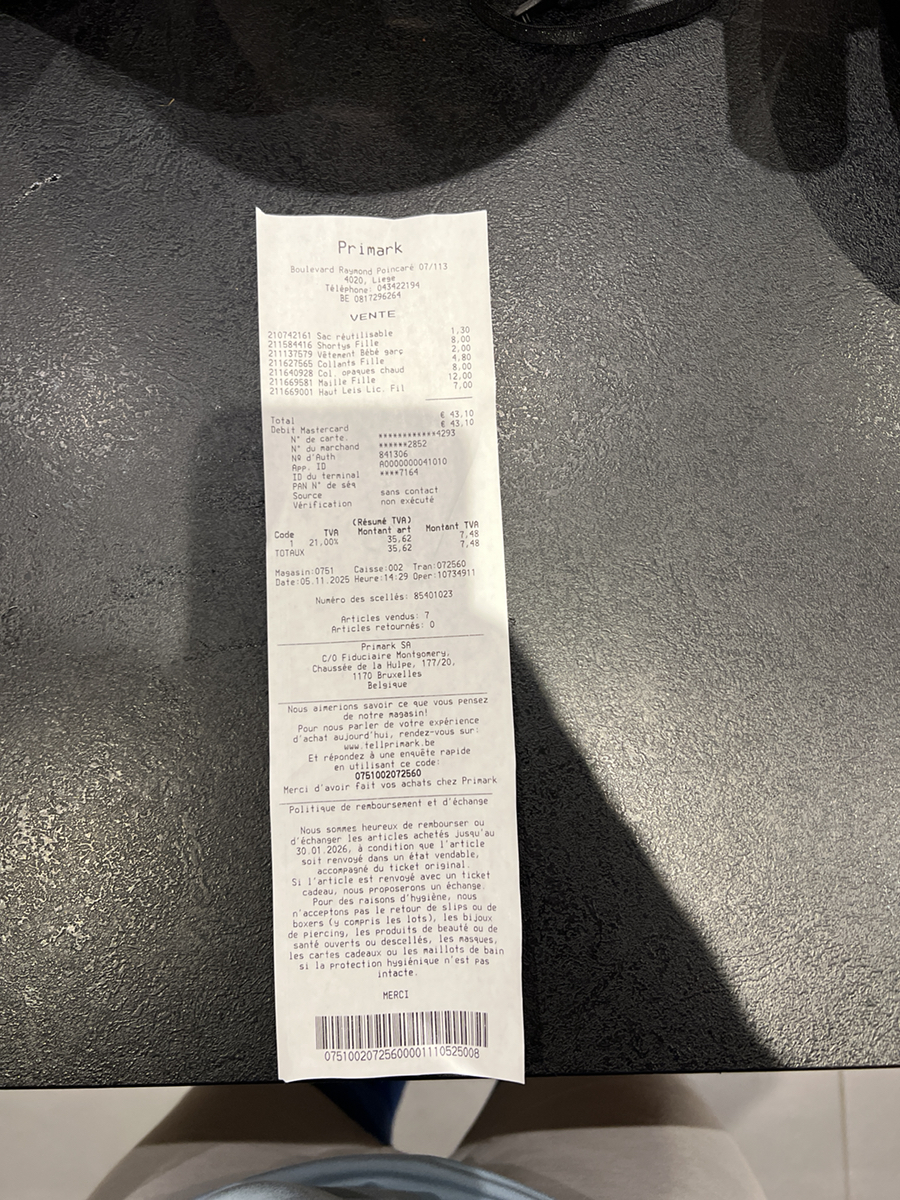 Primark
Boulevard Raymond Poincaré 07/113
4020, Liege
Téléphone: 043422194
BE 0817296264
VENTE
210742161 Sac réutilisable 1,30
211584416 Shortys Fille 8,00
211137579 Vêtement Bébé garç 2,00
211627565 Collants Fille 4,80
211640928 Col. opaques chaud 8,00
211669581 Maille Fille 12,00
211669001 Haut Leis Lic. Fil 7,00
Total € 43,10
Debit Mastercard € 43,10
N° de carte. ************4293
N° du marchand ******2852
Nº d'Auth 841306
App. ID A0000000041010
ID du terminal ****7164
PAN N° de séq
Source sans contact
Vérification non exécuté
(Résumé TVA)
Code TVA Montant art Montant TVA
1 21,00% 35,62 7,48
TOTAUX 35,62 7,48
Magasin:0751 Caisse:002 Tran:072560
Date:05.11.2025 Heure:14:29 Oper:10734911
Numéro des scellés: 85401023
Articles vendus: 7
Articles retournés: 0
Primark SA
C/O Fiduciaire Montgomery,
Chaussée de la Hulpe, 177/20,
1170 Bruxelles
Belgique
Nous aimerions savoir ce que vous pensez
de notre magasin!
Pour nous parler de votre expérience
d'achat aujourd'hui, rendez-vous sur:
www.tellprimark.be
Et répondez à une enquête rapide
en utilisant ce code:
0751002072560
Merci d'avoir fait vos achats chez Primark
Politique de remboursement et d'échange
Nous sommes heureux de rembourser ou
d'échanger les articles achetés jusqu'au
30.01.2026, à condition que l'article
soit renvoyé dans un état vendable,
accompagné du ticket original.
Si l'article est renvoyé avec un ticket
cadeau, nous proposerons un échange.
Pour des raisons d'hygiène, nous
n'acceptons pas le retour de slips ou de
boxers (y compris les lots), les bijoux
de piercing, les produits de beauté ou de
santé ouverts ou descellés, les masques,
les cartes cadeaux ou les maillots de bain
si la protection hygiénique n'est pas
intacte.
MERCI
07510020725600001110525008